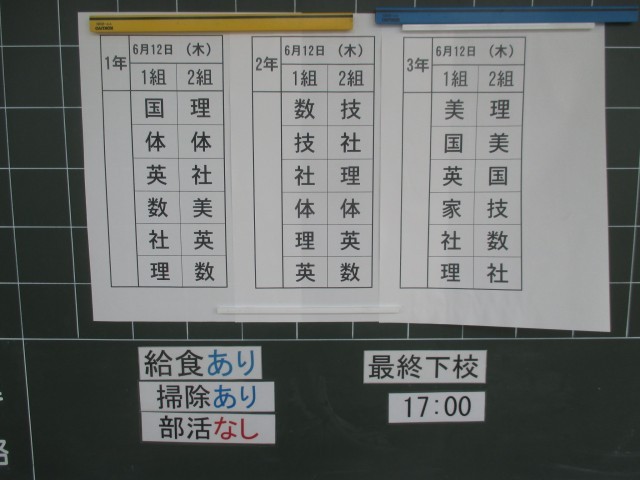 1年 6月12日 （木）
1組 2組
国 理
体 体
英 社
数 美
社 英
理 数
2年 6月12日 （木）
1組 2組
数 技
技 社
社 理
体 体
理 英
英 数
3年 6月12日 （木）
1組 2組
美 理
国 美
英 国
家 技
社 数
理 社
給食あり
掃除あり
部活なし
最終下校
17:00